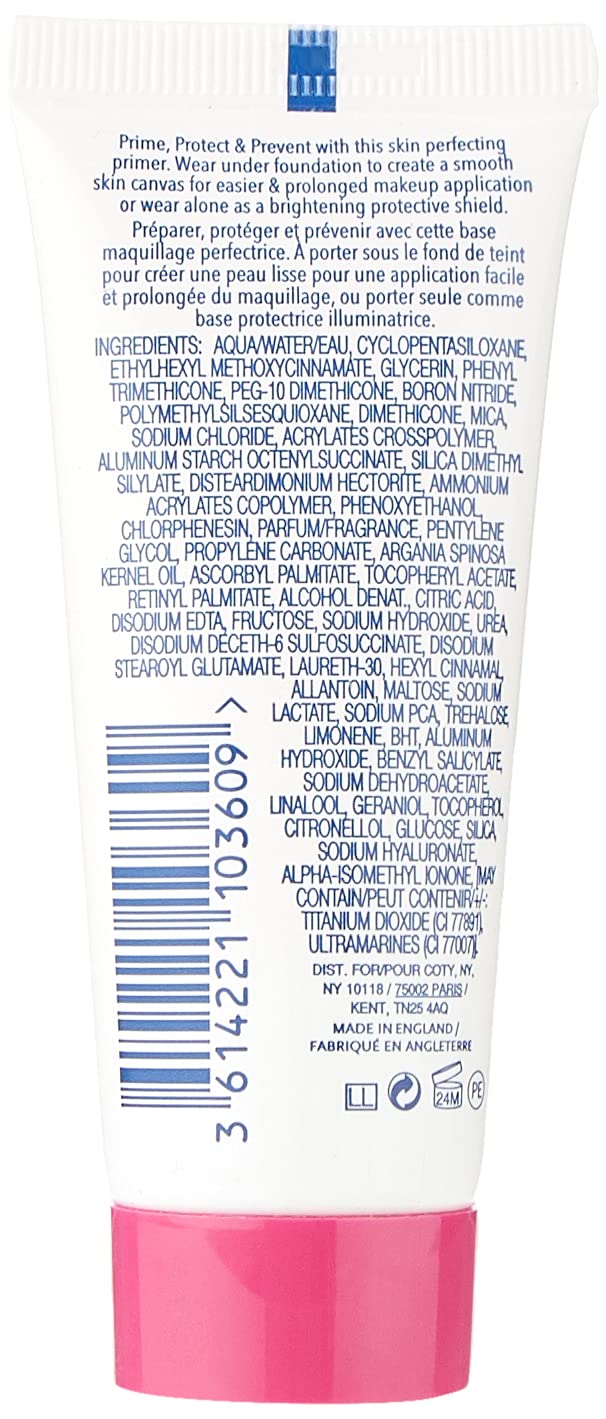 Prime, Protect & Prevent with this skin perfecting
primer. Wear under foundation to create a smooth
skin canvas for easier & prolonged makeup application
or wear alone as a brightening protective shield.
Préparer, protéger et prévenir avec cette base
maquillage perfectrice. À porter sous le fond de teint
pour créer une peau lisse pour une application facile
et prolongée du maquillage, ou porter seule comme
base protectrice illuminatrice.
INGREDIENTS: AQUA/WATER/EAU, CYCLOPENTASILOXANE,
ETHYLHEXYL METHOXYCINNAMATE, GLYCERIN, PHENYL
TRIMETHICONE, PEG-10 DIMETHICONE, BORON NITRIDE,
POLYMETHYLSILSESQUIOXANE, DIMETHICONE, MICA,
SODIUM CHLORIDE, ACRYLATES CROSSPOLYMER,
ALUMINUM STARCH OCTENYLSUCCINATE, SILICA DIMETHYL
SILYLATE, DISTEARDIMONIUM HECTORITE, AMMONIUM
ACRYLATES COPOLYMER, PHENOXYETHANOL,
CHLORPHENESIN, PARFUM/FRAGRANCE, PENTYLENE
GLYCOL, PROPYLENE CARBONATE, ARGANIA SPINOSA
KERNEL OIL, ASCORBYL PALMITATE, TOCOPHERYL ACETATE,
RETINYL PALMITATE, ALCOHOL DENAT., CITRIC ACID,
DISODIUM EDTA, FRUCTOSE, SODIUM HYDROXIDE, UREA,
DISODIUM DECETH-6 SULFOSUCCINATE, DISODIUM
STEAROYL GLUTAMATE, LAURETH-30, HEXYL CINNAMAL,
ALLANTOIN, MALTOSE, SODIUM
LACTATE, SODIUM PCA, TREHALOSE,
LIMONENE, BHT, ALUMINUM
HYDROXIDE, BENZYL SALICYLATE,
SODIUM DEHYDROACETATE,
LINALOOL, GERANIOL, TOCOPHEROL,
CITRONELLOL, GLUCOSE, SILICA,
SODIUM HYALURONATE,
ALPHA-ISOMETHYL IONONE, [MAY
CONTAIN/PEUT CONTENIR/+/-:
TITANIUM DIOXIDE (CI 77891),
ULTRAMARINES (CI 77007)].
DIST. FOR/POUR COTY, NY,
NY 10118 / 75002 PARIS /
KENT, TN25 4AQ
MADE IN ENGLAND /
FABRIQUÉ EN ANGLETERRE
LL 24M PE
3 614221 103609 >